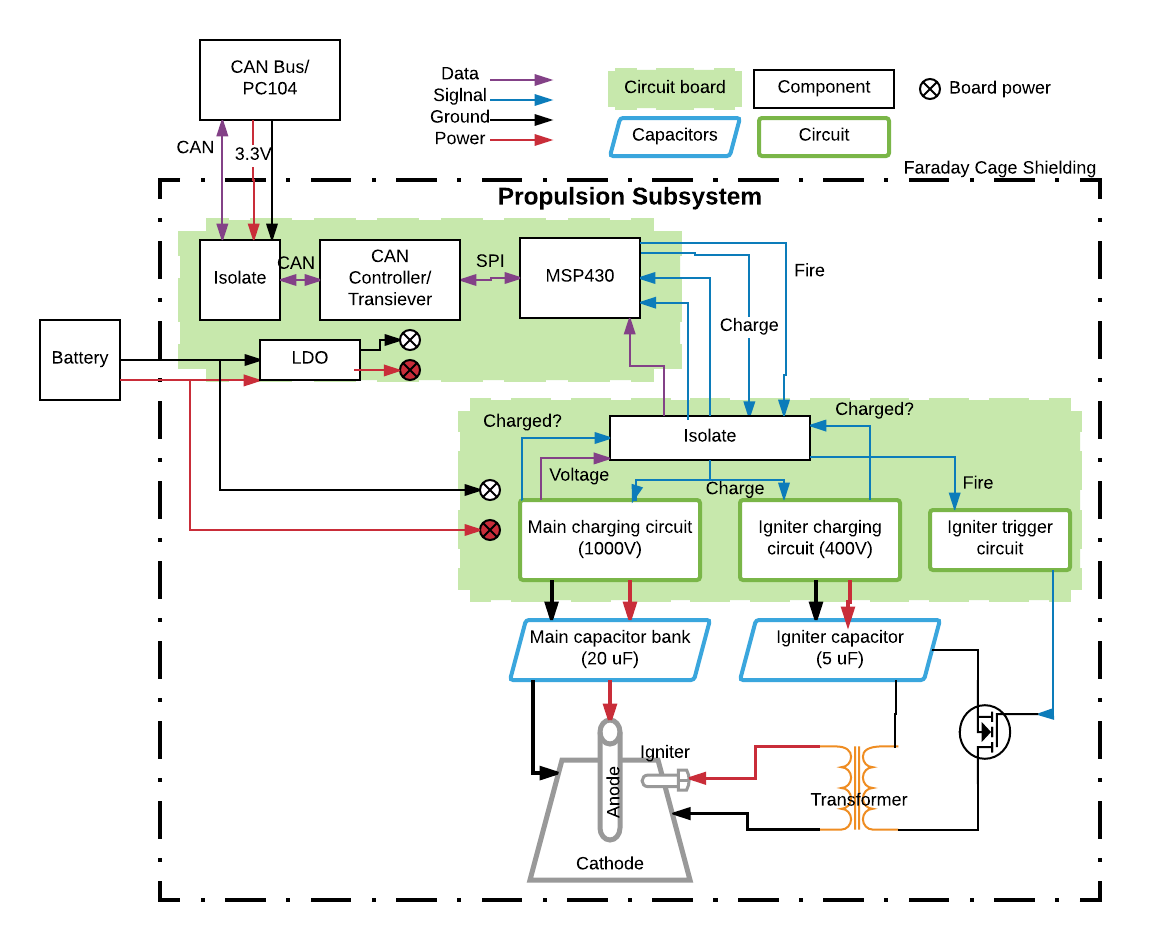 CAN Bus/
PC104
Data
Siglnal
Ground
Power
Circuit board
Component
Board power
Capacitors
Circuit
CAN
3.3V
Faraday Cage Shielding
Propulsion Subsystem
Isolate
CAN
CAN
Controller/
Transiever
SPI
MSP430
Fire
Charge
Battery
LDO
Charged?
Isolate
Charged?
Voltage
Charge
Fire
Main charging circuit
(1000V)
Igniter charging
circuit (400V)
Igniter trigger
circuit
Main capacitor bank
(20 uF)
Igniter capacitor
(5 uF)
Igniter
Anode
Transformer
Cathode